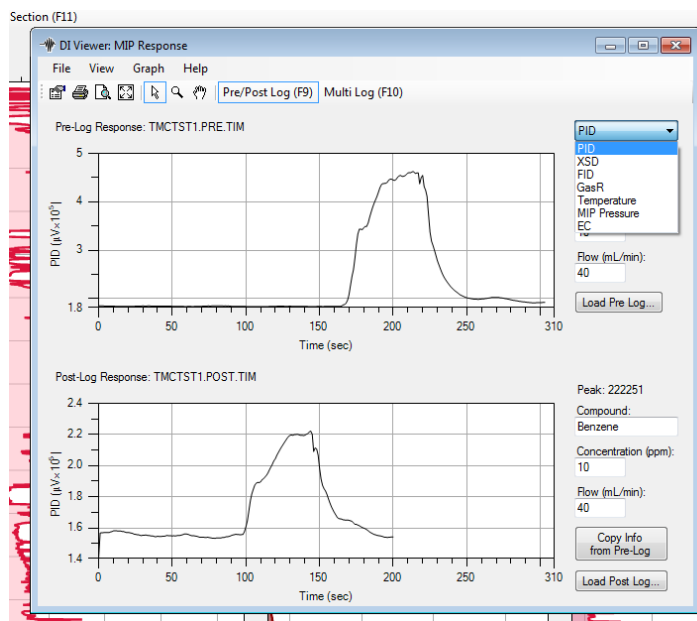 Section (F11)
DI Viewer: MIP Response
File View Graph Help
Pre/Post Log (F9) Multi Log (F10)
Pre-Log Response: TMCTST1.PRE.TIM
PID
PID
XSD
FID
GasR
Temperature
MIP Pressure
EC
Flow (mL/min):
40
Load Pre Log...
5
4
3
1.8
PID [µV×10⁵]
0 50 100 150 200 250 310
Time (sec)
Post-Log Response: TMCTST1.POST.TIM
Peak: 222251
Compound:
Benzene
Concentration (ppm):
10
Flow (mL/min):
40
Copy Info
from Pre-Log
Load Post Log...
2.4
2.2
2.0
1.8
1.6
1.4
PID [µV×10⁵]
0 50 100 150 200 250 310
Time (sec)